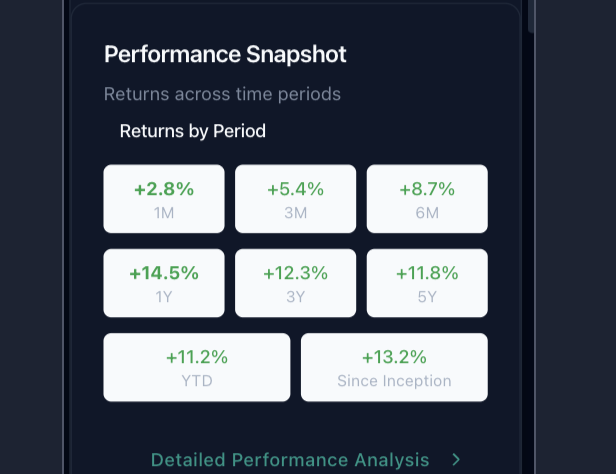 Performance Snapshot
Returns across time periods
Returns by Period
+2.8% +5.4% +8.7%
1M 3M 6M
+14.5% +12.3% +11.8%
1Y 3Y 5Y
+11.2% +13.2%
YTD Since Inception
Detailed Performance Analysis